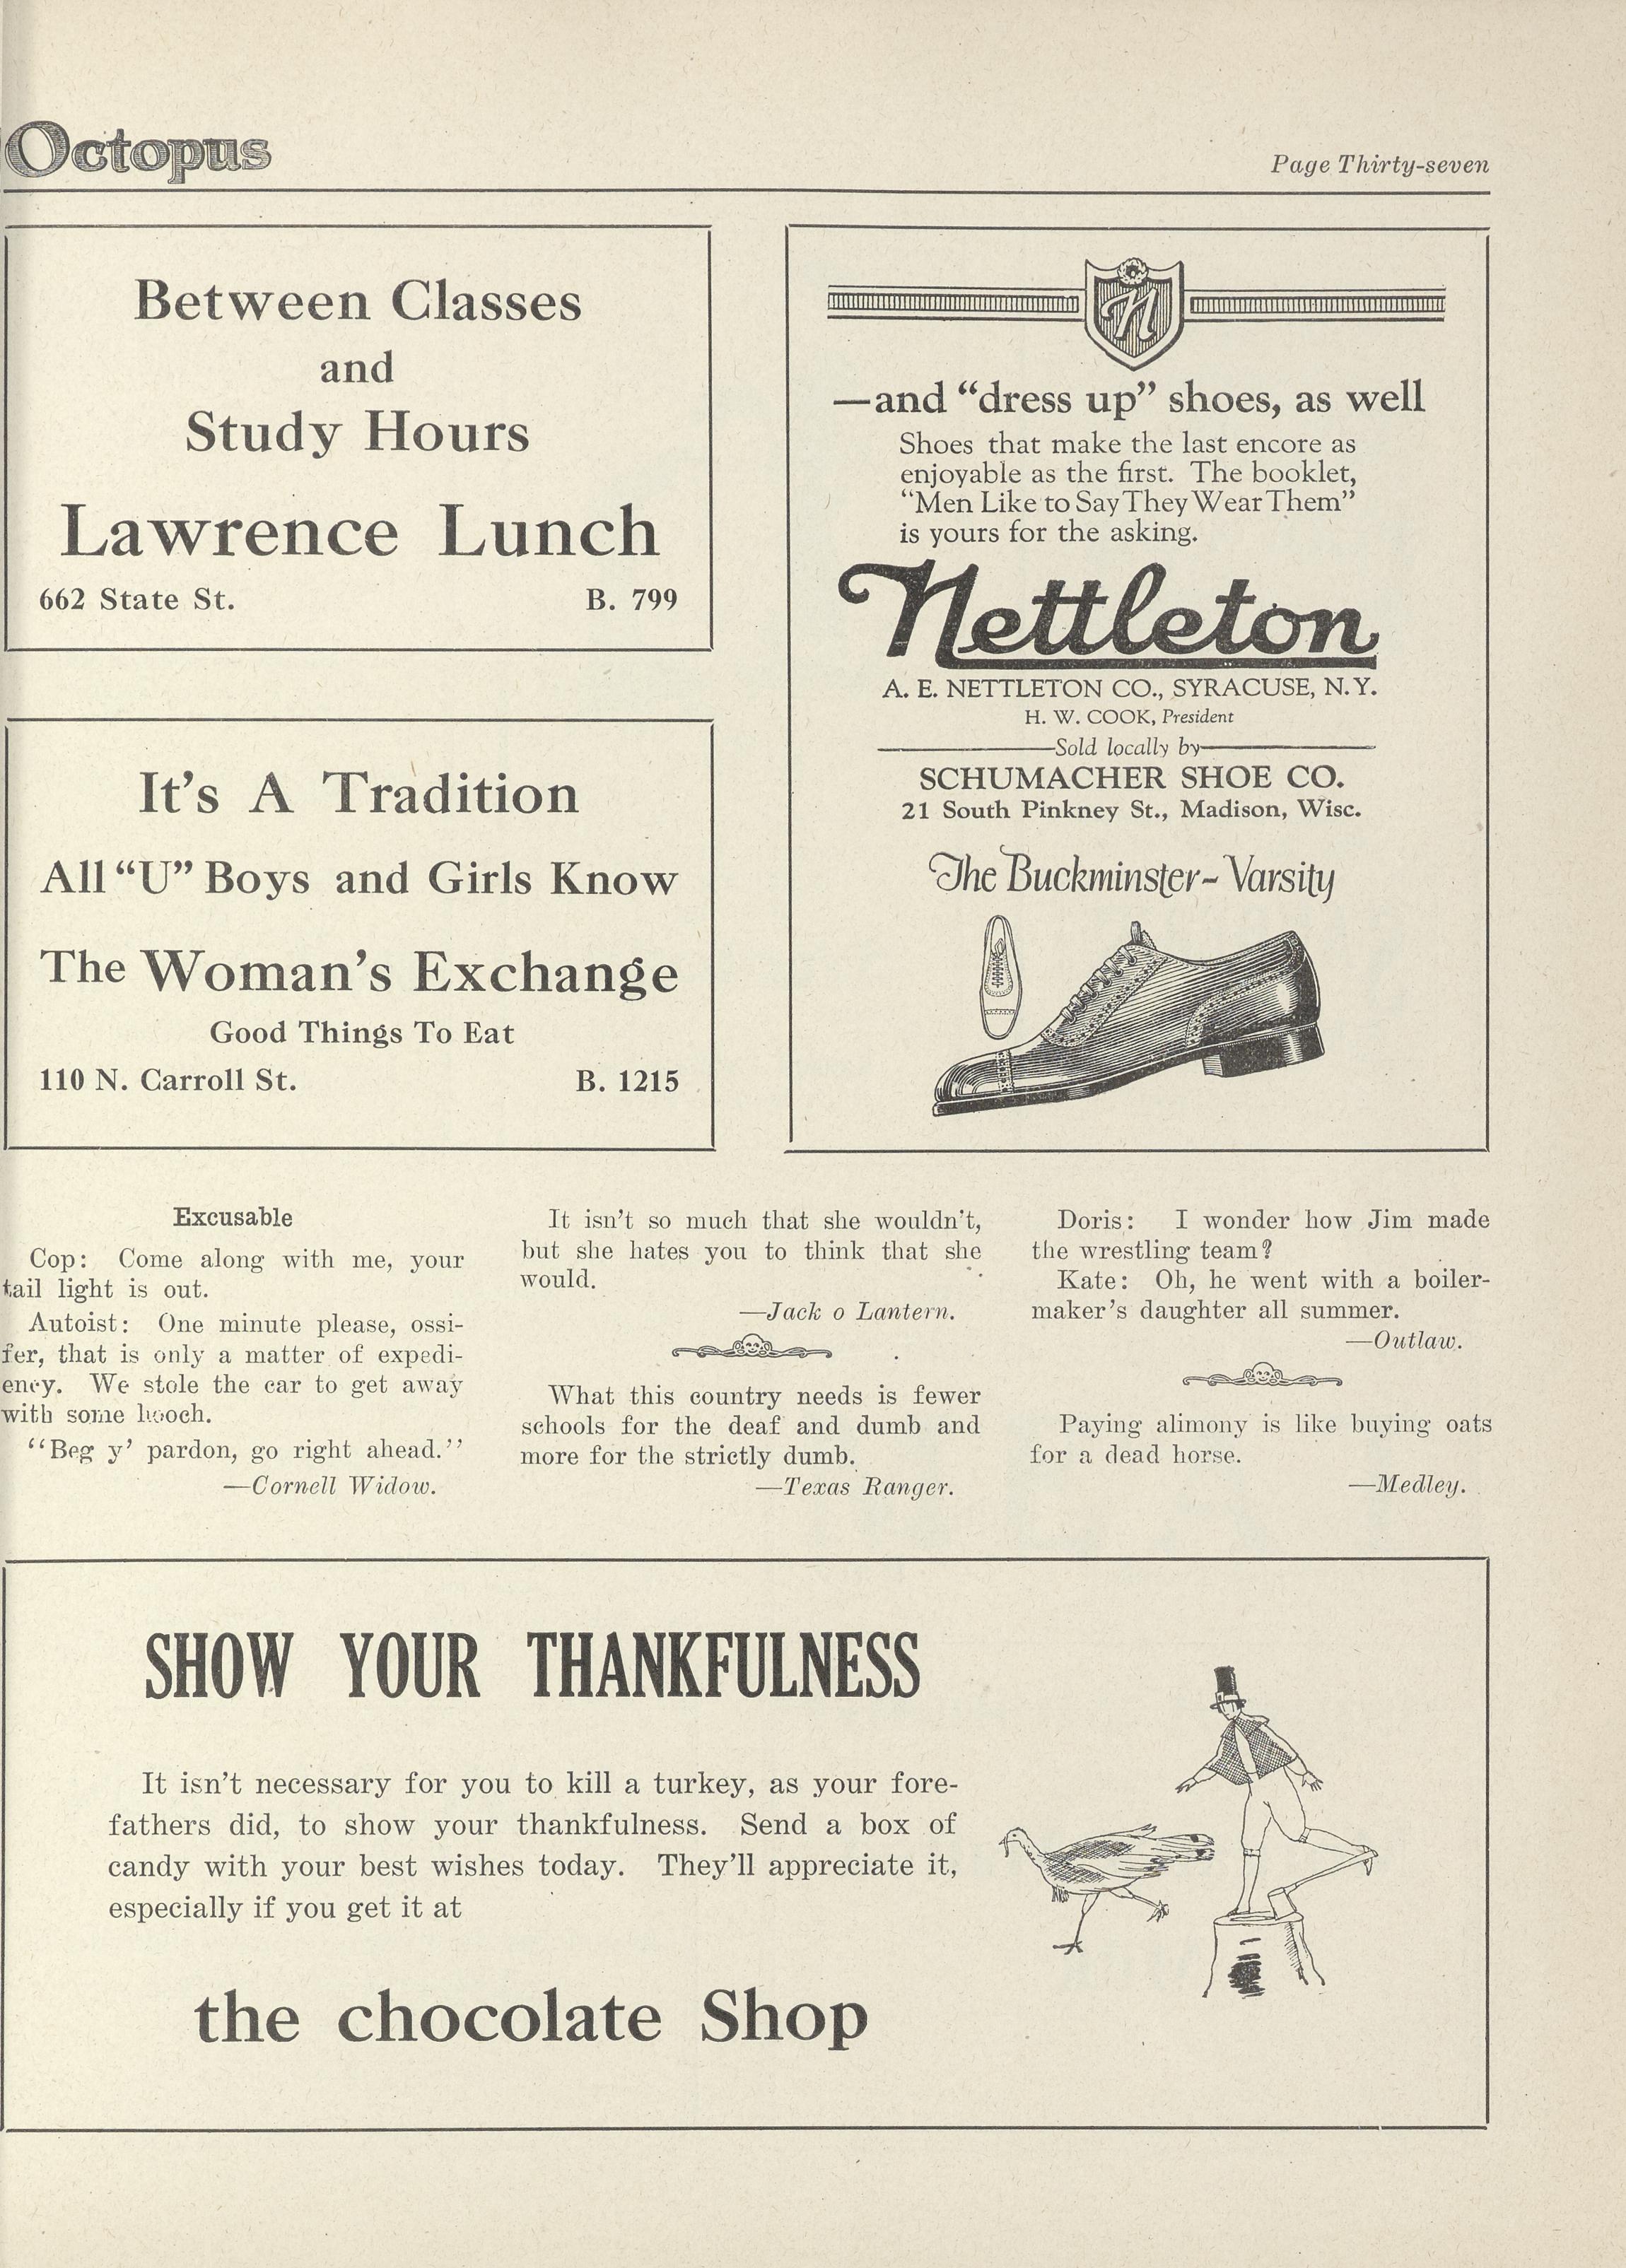 Octopus
Page Thirty-seven
Between Classes
and
Study Hours
Lawrence Lunch
662 State St. B. 799
It's A Tradition
All "U" Boys and Girls Know
The Woman's Exchange
Good Things To Eat
110 N. Carroll St. B. 1215
N
—and "dress up" shoes, as well
Shoes that make the last encore as
enjoyable as the first. The booklet,
"Men Like to Say They Wear Them"
is yours for the asking.
Nettleton
A. E. NETTLETON CO., SYRACUSE, N.Y.
H. W. COOK, President
Sold locally by
SCHUMACHER SHOE CO.
21 South Pinkney St., Madison, Wisc.
The Buckminster-Varsity
Excusable
Cop: Come along with me, your
tail light is out.
Autoist: One minute please, ossi-
fer, that is only a matter of expedi-
ency. We stole the car to get away
with some hooch.
"Beg y' pardon, go right ahead."
—Cornell Widow.
It isn't so much that she wouldn't,
but she hates you to think that she
would.
—Jack o Lantern.
What this country needs is fewer
schools for the deaf and dumb and
more for the strictly dumb.
—Texas Ranger.
Doris: I wonder how Jim made
the wrestling team?
Kate: Oh, he went with a boiler-
maker's daughter all summer.
—Outlaw.
Paying alimony is like buying oats
for a dead horse.
—Medley.
SHOW YOUR THANKFULNESS
It isn't necessary for you to kill a turkey, as your fore-
fathers did, to show your thankfulness. Send a box of
candy with your best wishes today. They'll appreciate it,
especially if you get it at
the chocolate Shop